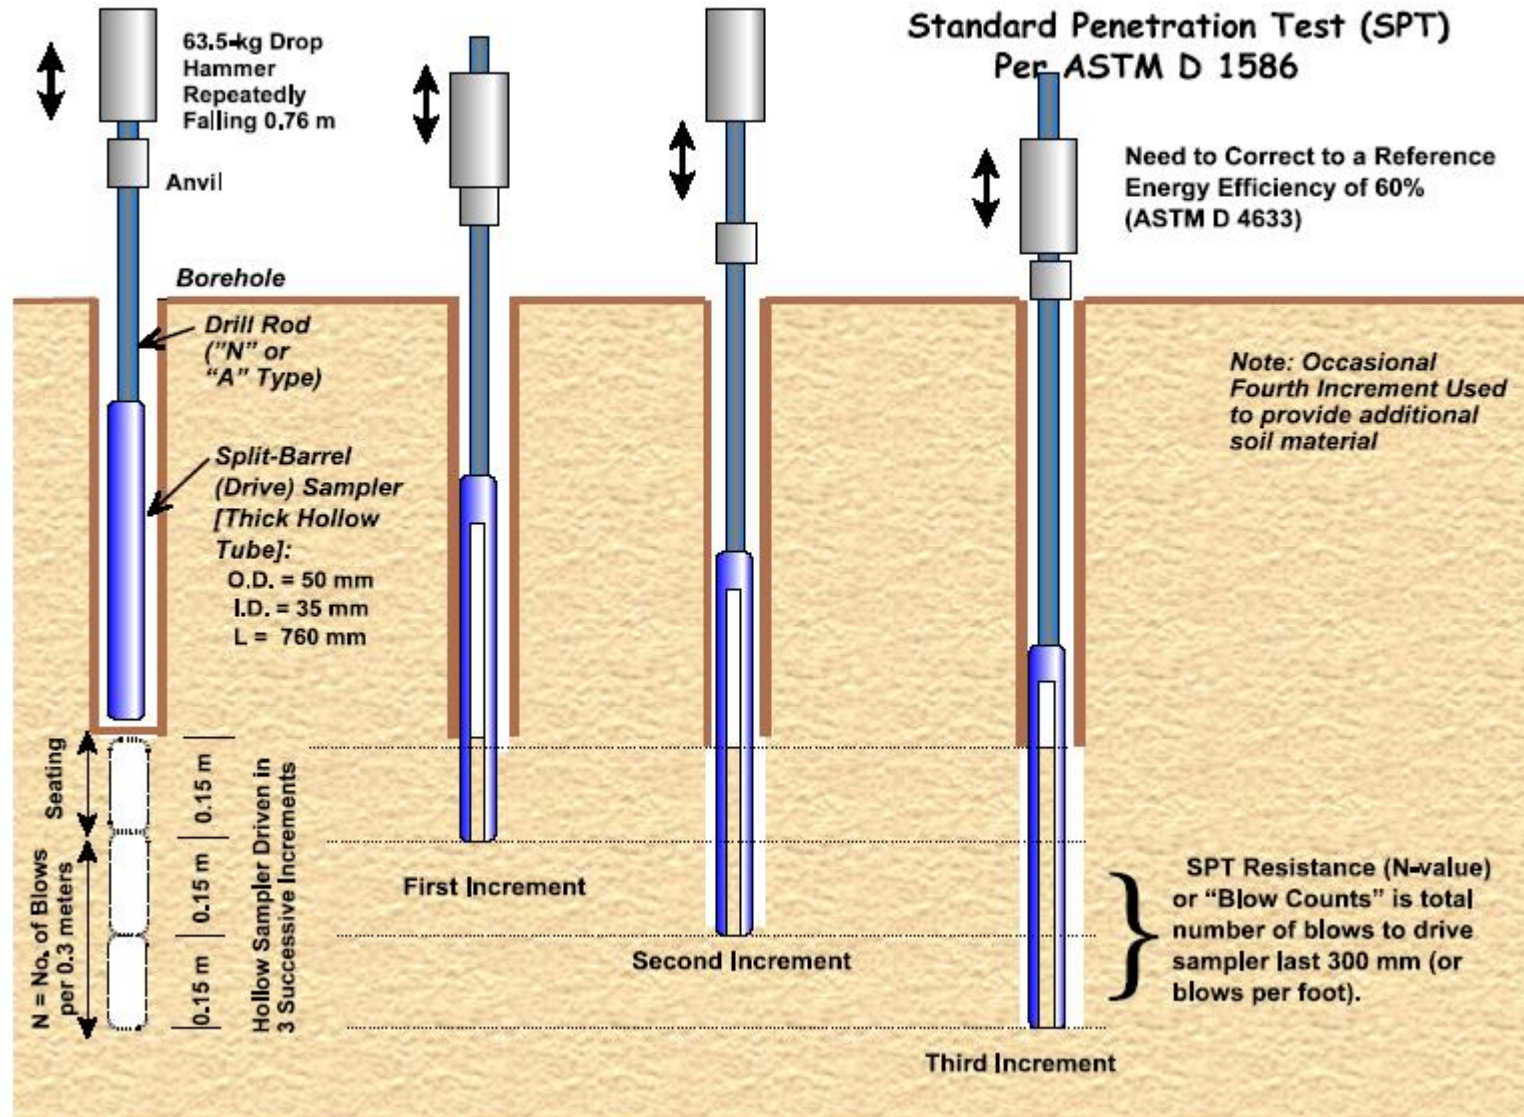 Standard Penetration Test (SPT)
Per ASTM D 1586
63.5-kg Drop
Hammer
Repeatedly
Falling 0.76 m
Anvil
Need to Correct to a Reference
Energy Efficiency of 60%
(ASTM D 4633)
Borehole
Drill Rod
("N" or
"A" Type)
Note: Occasional
Fourth Increment Used
to provide additional
soil material
Split-Barrel
(Drive) Sampler
[Thick Hollow
Tube]:
O.D. = 50 mm
I.D. = 35 mm
L = 760 mm
Seating
N = No. of Blows
per 0.3 meters
0.15 m
0.15 m
0.15 m
Hollow Sampler Driven in
3 Successive Increments
First Increment
Second Increment
Third Increment
SPT Resistance (N-value)
or "Blow Counts" is total
number of blows to drive
sampler last 300 mm (or
blows per foot).